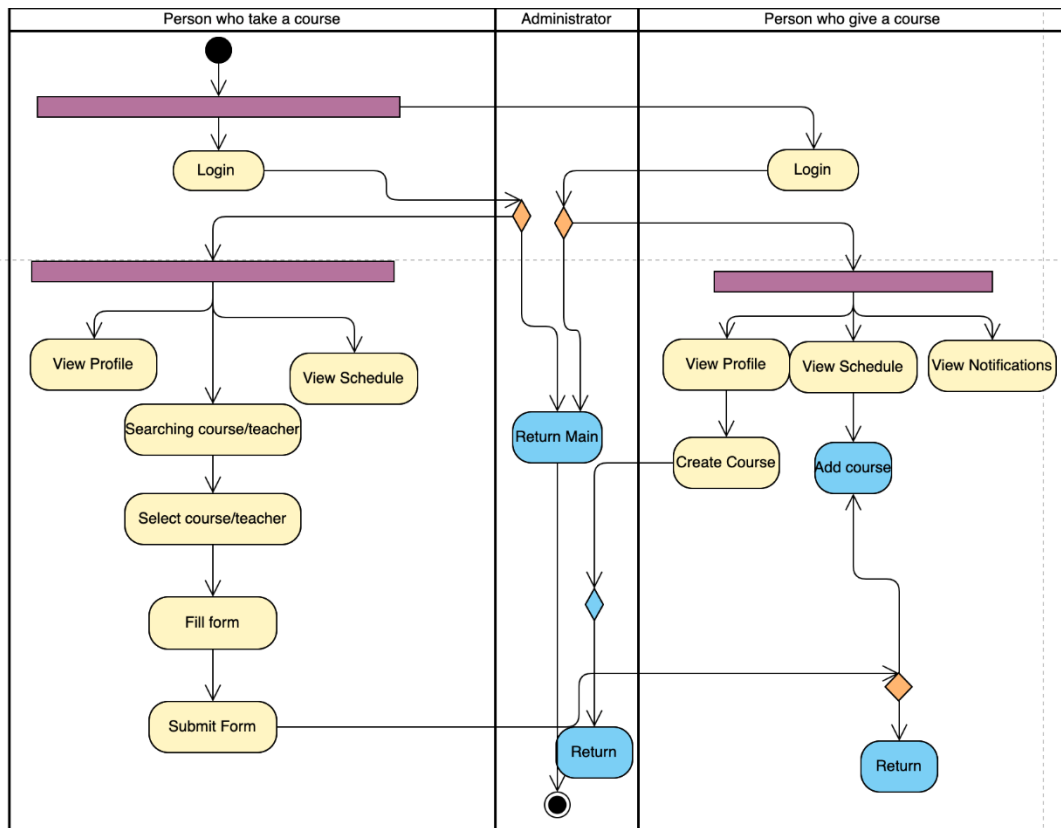 Person who take a course
Administrator
Person who give a course
Login
Login
View Profile
View Schedule
View Profile
View Schedule
View Notifications
Searching course/teacher
Return Main
Create Course
Add course
Select course/teacher
Fill form
Submit Form
Return
Return